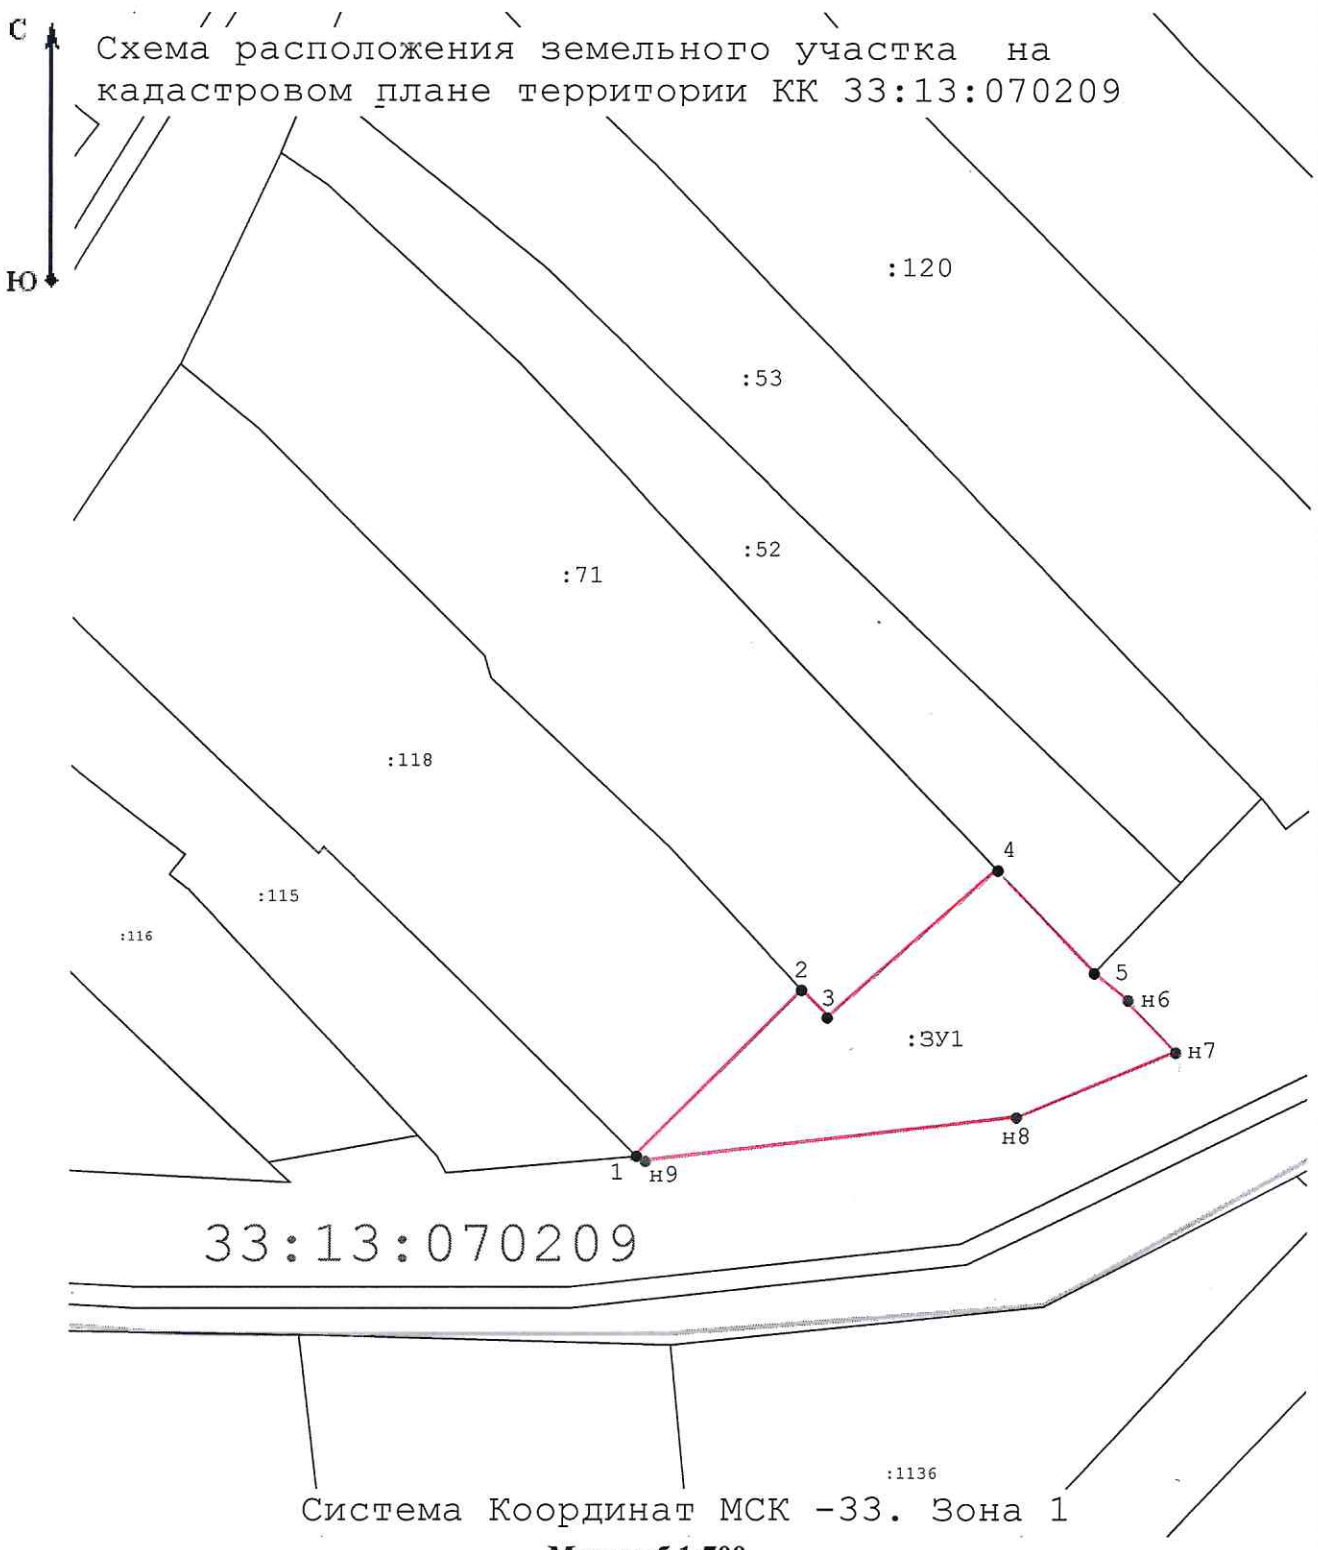 С
Схема расположения земельного участка на
кадастровом плане территории КК 33:13:070209
Ю
:120
:53
:52
:71
:118
4
:115
:116
2
5
3
н6
:ЗУ1
н7
н8
1
н9
33:13:070209
:1136
Система Координат МСК -33. Зона 1